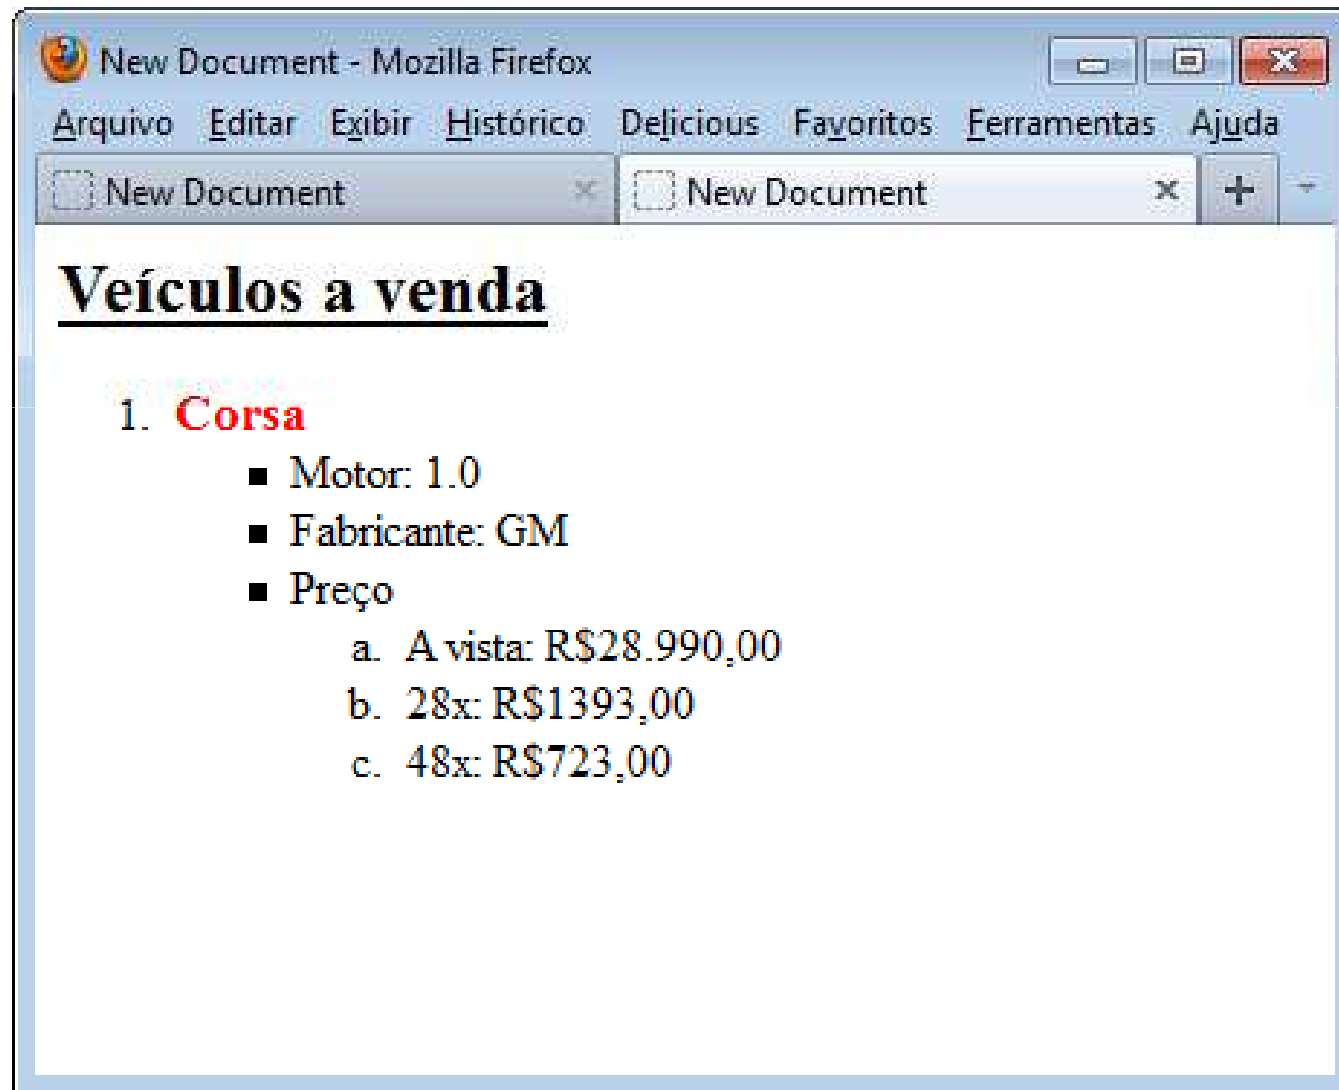 New Document - Mozilla Firefox
Arquivo Editar Exibir Histórico Delicious Favoritos Ferramentas Ajuda
New Document New Document
Veículos a venda
1. Corsa
■ Motor: 1.0
■ Fabricante: GM
■ Preço
a. A vista: R$28.990,00
b. 28x: R$1393,00
c. 48x: R$723,00